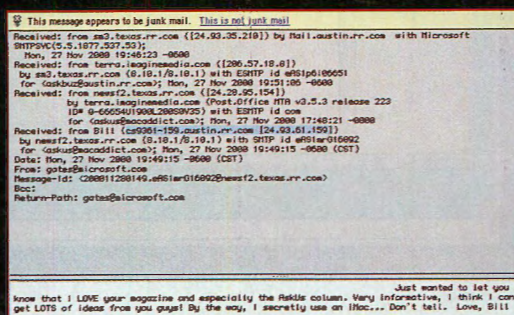 This message appears to be junk mail. This is not junk mail
Received: from sm3.texas.rr.com ([24.93.35.210]) by Mail.austin.rr.com with Microsoft
SMTPSVC(5.5.1877.537.53);
Mon, 27 Nov 2000 19:46:23 -0600
Received: from terra.imaginemedia.com ([206.57.18.8])
by sm3.texas.rr.com (8.10.1/8.10.1) with ESMTP id eAS1p6i06651
for <askbuz@austin.rr.com>; Mon, 27 Nov 2000 19:51:06 -0600
Received: from newsf2.texas.rr.com (24.28.95.154])
by terra.imaginemedia.com (Post.Office MTA v3.5.3 release 223
ID# 0-66654U1900L200S0V35) with ESMTP id com
for <askus@macaddict.com>; Mon, 27 Nov 2000 17:48:21 -0800
Received: from Bill (cs9361-159.austin.rr.com [24.93.61.159])
by newsf2.texas.rr.com (8.10.1/8.10.1) with SMTP id eAS1mrG16092
for <askus@macaddict.com>; Mon, 27 Nov 2000 19:49:15 -0600 (CST)
Date: Mon, 27 Nov 2000 19:49:15 -0600 (CST)
From: gates@microsoft.com
Message-Id: <200011280149.eAS1mrG16092@newsf2.texas.rr.com>
Bcc:
Return-Path: gates@microsoft.com
Just wanted to let you
know that I LOVE your magazine and especially the AskUs column. Very informative, I think I can
get LOTS of ideas from you guys! By the way, I secretly use an iMac... Don't tell. Love, Bill